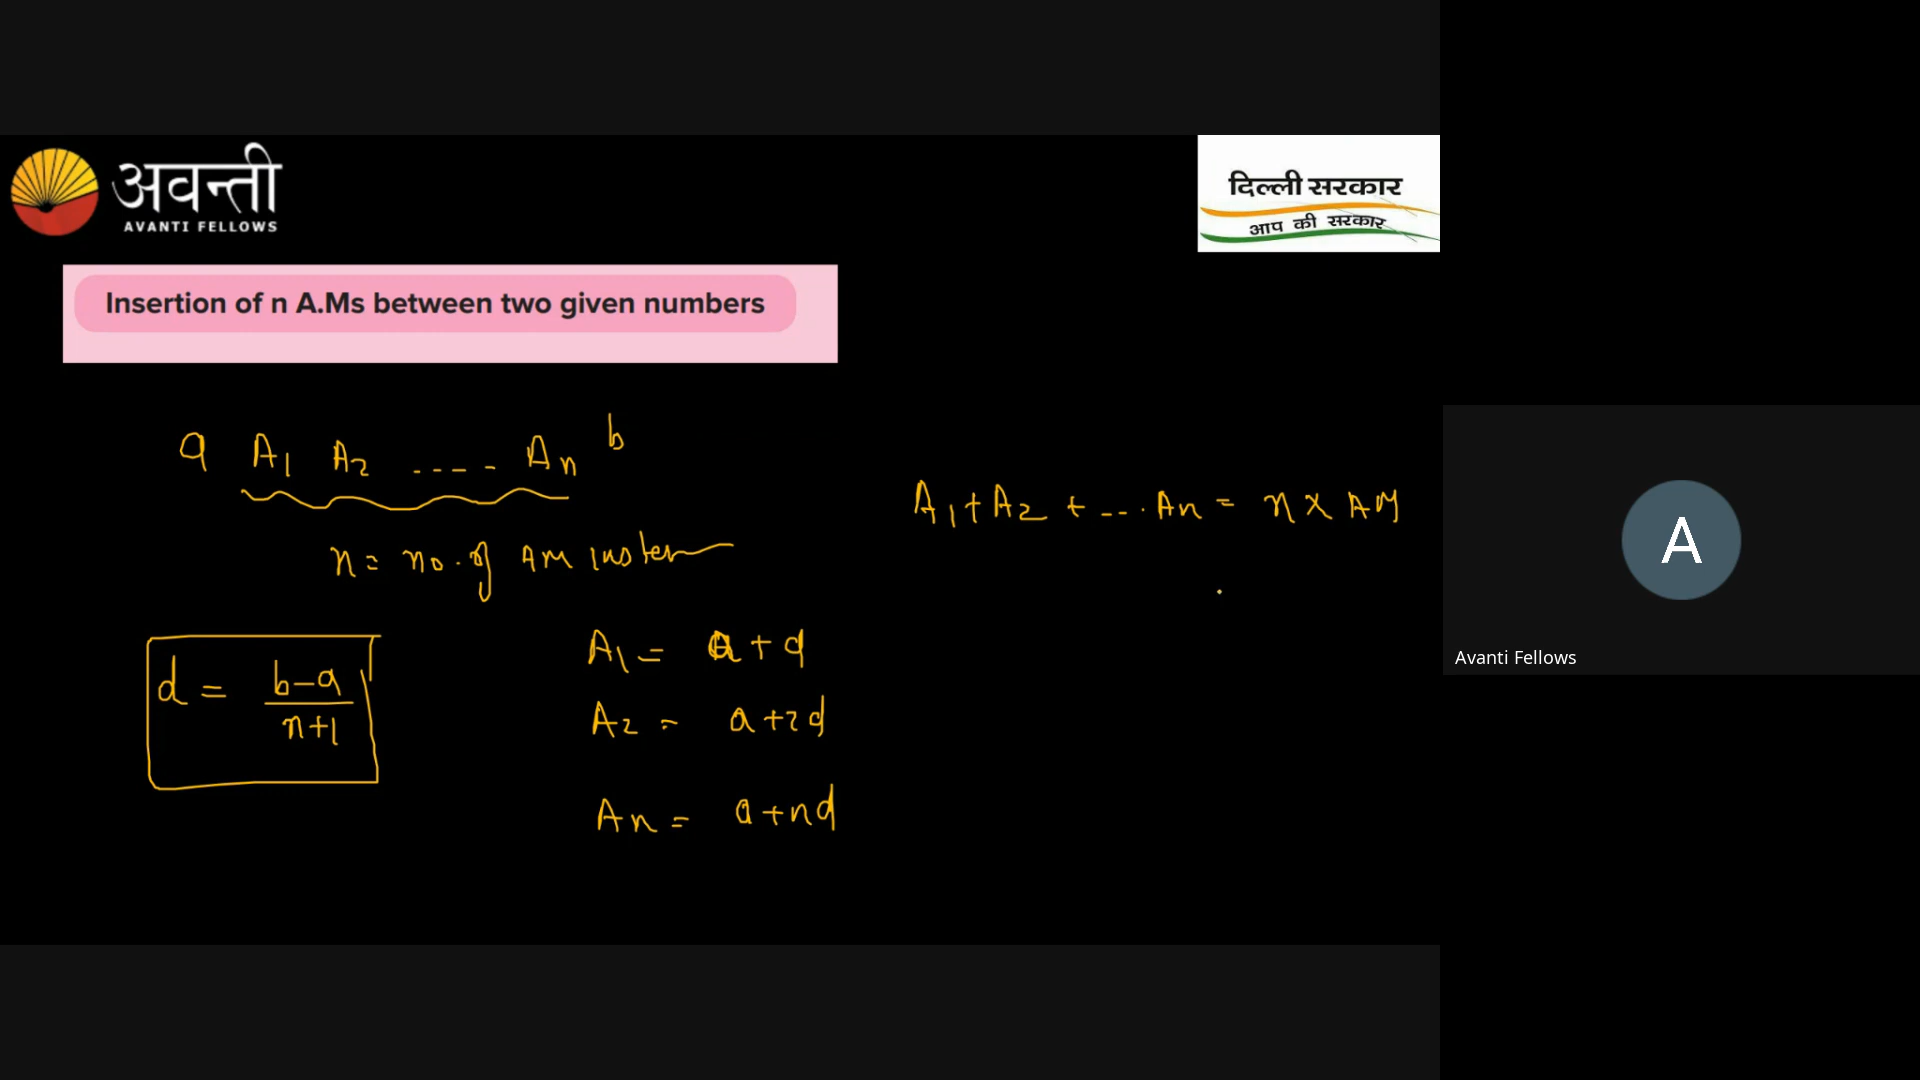 अवन्ती
AVANTI FELLOWS
दिल्ली सरकार
आप की सरकार
Insertion of n A.Ms between two given numbers
a A₁ A₂ ----- Aₙ b
n = no. of AM
A₁ + A₂ + --- . Aₙ = n × AM
d = (b-a)/(n+1)
A₁ = a + d
A₂ = a + 2d
Aₙ = a + nd
A
Avanti Fellows